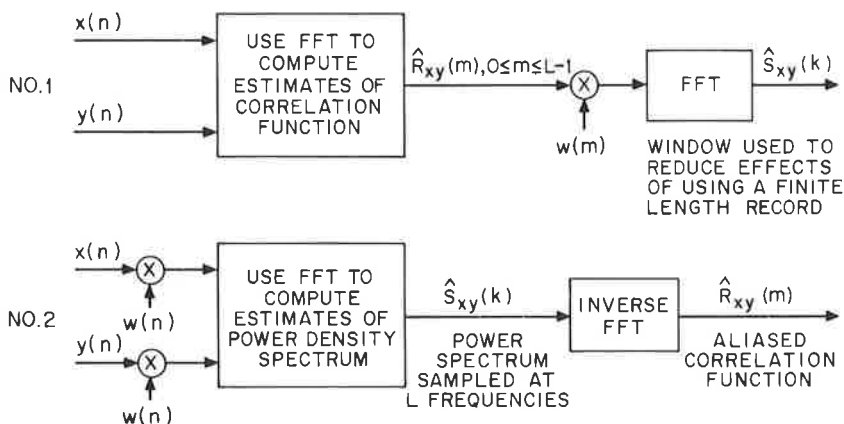 NO.1
x(n)
y(n)
USE FFT TO
COMPUTE
ESTIMATES OF
CORRELATION
FUNCTION
R̂xy(m),0≤m≤L-1
X
w(m)
FFT
Ŝxy(k)
WINDOW USED TO
REDUCE EFFECTS
OF USING A FINITE
LENGTH RECORD
NO.2
x(n)
X
w(n)
y(n)
X
w(n)
USE FFT TO
COMPUTE
ESTIMATES OF
POWER DENSITY
SPECTRUM
Ŝxy(k)
POWER
SPECTRUM
SAMPLED AT
L FREQUENCIES
INVERSE
FFT
R̂xy(m)
ALIASED
CORRELATION
FUNCTION